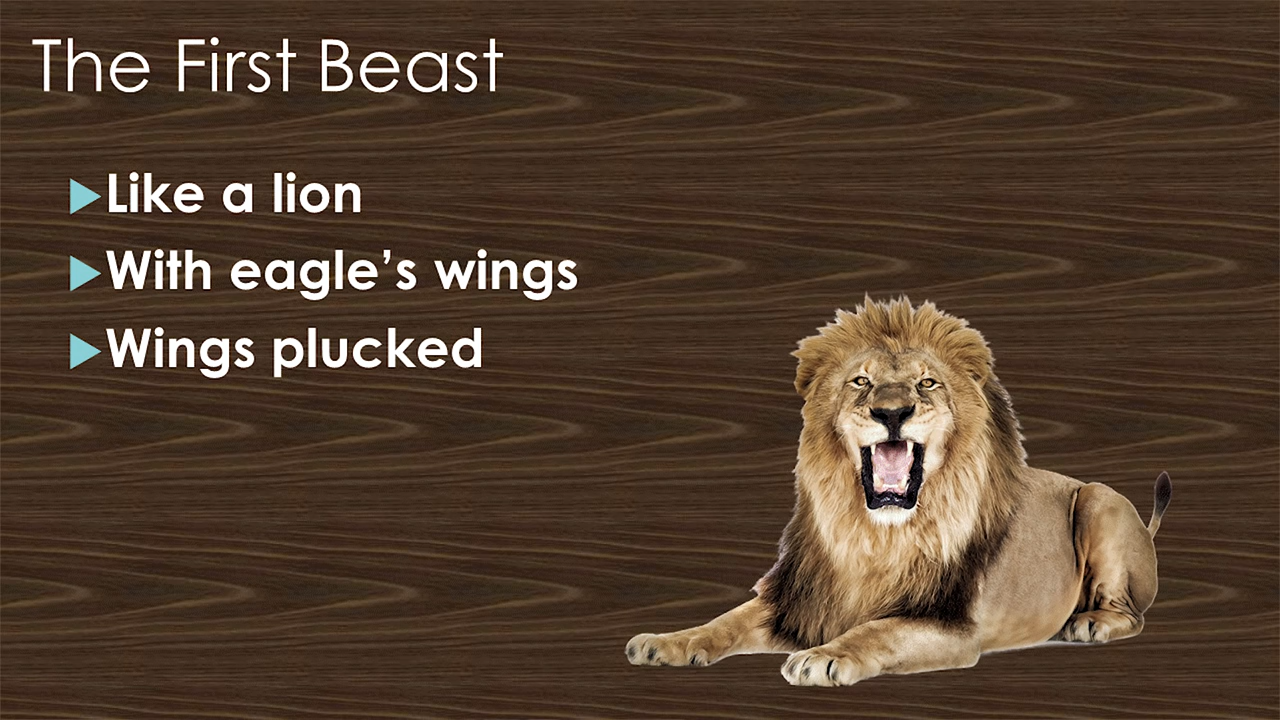 The First Beast
Like a lion
With eagle’s wings
Wings plucked